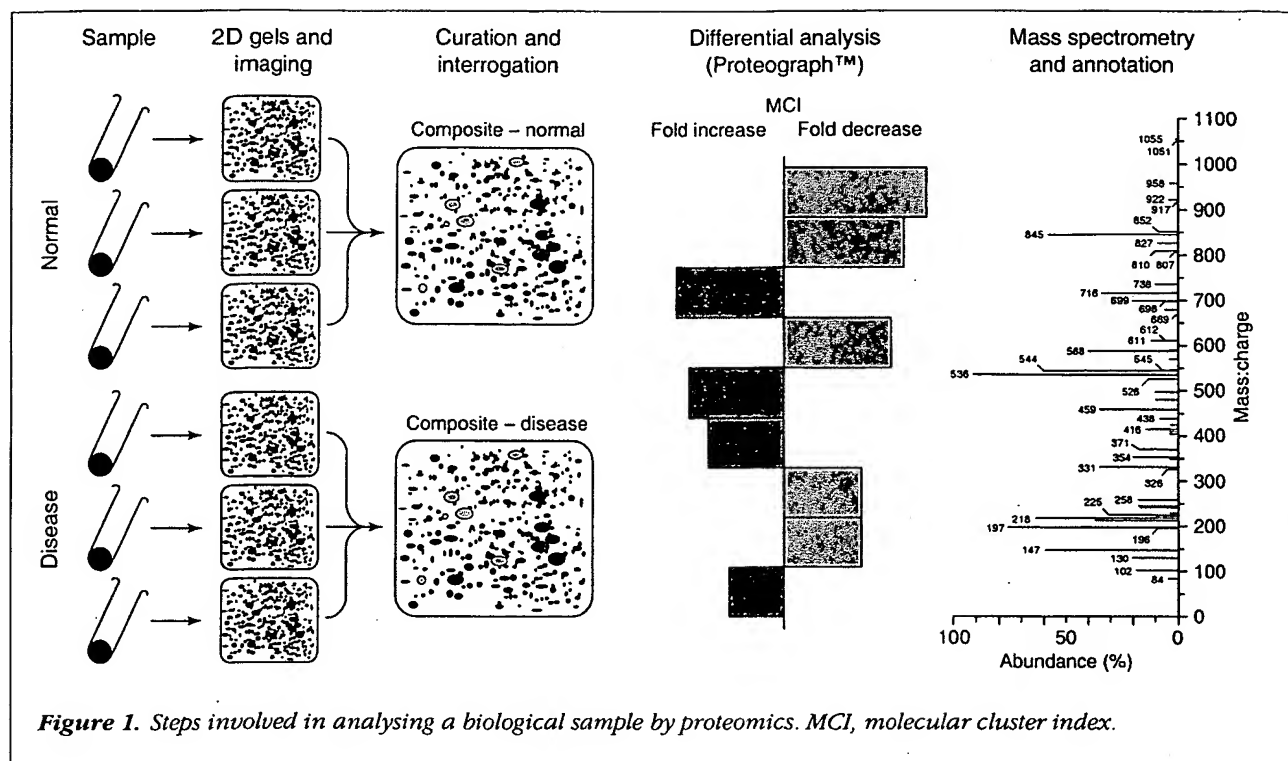 Sample
2D gels and
imaging
Curation and
interrogation
Differential analysis
(Proteograph™)
Mass spectrometry
and annotation
Normal
Disease
Composite – normal
Composite – disease
MCI
Fold increase
Fold decrease
1100
1000
900
800
700
600
500
400
300
200
100
0
Mass:charge
1055
1051
958
922
917
852
845
827
810
807
738
716
699
698
669
612
611
568
544
545
536
526
459
438
416
371
354
331
326
258
225
218
197
196
147
130
102
84
100
50
0
Abundance (%)
Figure 1. Steps involved in analysing a biological sample by proteomics. MCI, molecular cluster index.